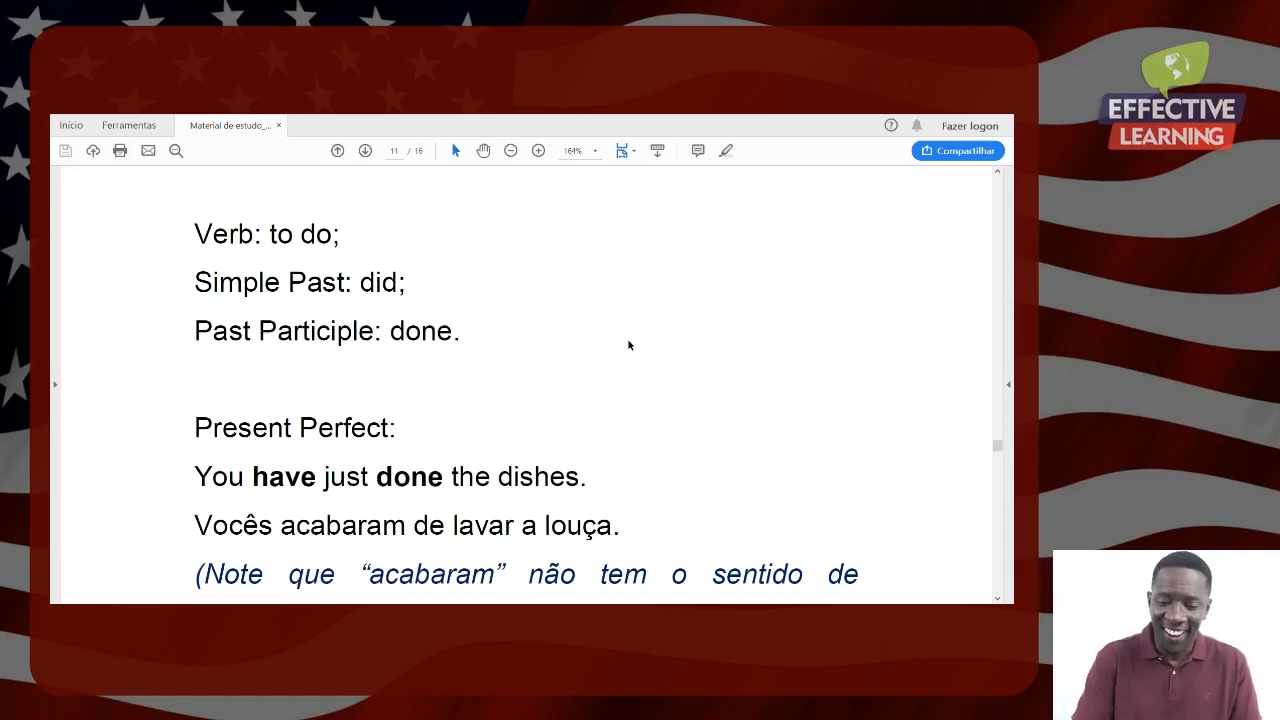 EFFECTIVE
LEARNING
Início Ferramentas Material de estudo_... ×
Fazer logon
11 / 16
164%
Compartilhar
Verb: to do;
Simple Past: did;
Past Participle: done.
Present Perfect:
You have just done the dishes.
Vocês acabaram de lavar a louça.
(Note que “acabaram” não tem o sentido de